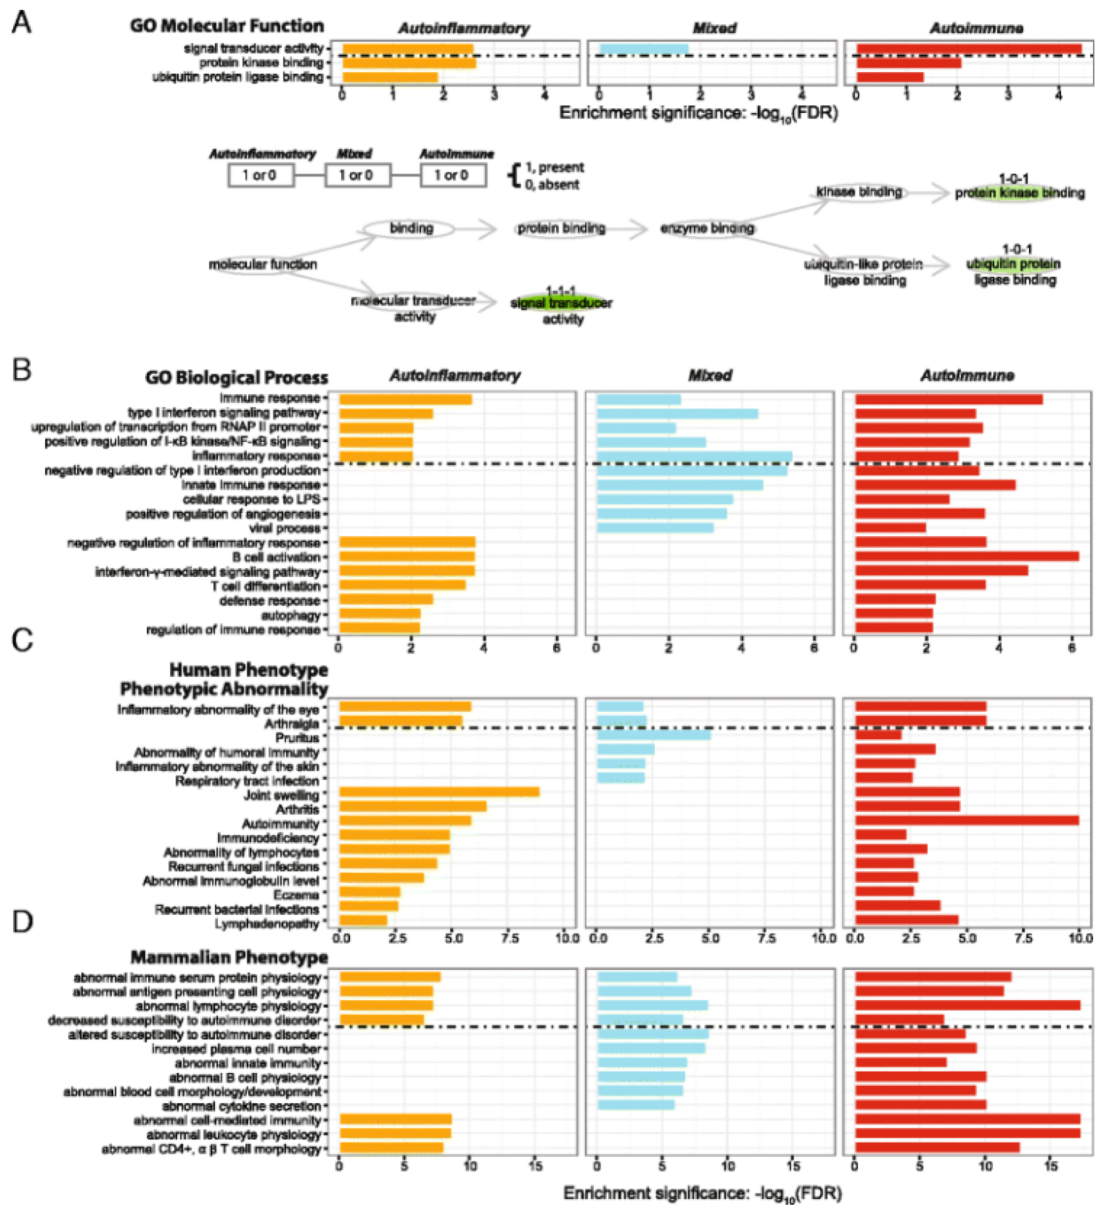 A
GO Molecular Function
Autoinflammatory Mixed Autoimmune
signal transducer activity
protein kinase binding
ubiquitin protein ligase binding
0 1 2 3 4 0 1 2 3 4 0 1 2 3 4
Enrichment significance: -log10(FDR)
Autoinflammatory Mixed Autoimmune
1 or 0 1 or 0 1 or 0
{ 1, present
0, absent
kinase binding
1-0-1
protein kinase binding
binding protein binding enzyme binding
molecular function
ubiquitin-like protein
ligase binding
1-0-1
ubiquitin protein
ligase binding
molecular transducer
activity
1-1-1
signal transducer
activity
B
GO Biological Process
Autoinflammatory Mixed Autoimmune
immune response
type I interferon signaling pathway
upregulation of transcription from RNAP II promoter
positive regulation of I-κB kinase/NF-κB signaling
inflammatory response
negative regulation of type I interferon production
innate immune response
cellular response to LPS
positive regulation of angiogenesis
viral process
negative regulation of inflammatory response
B cell activation
interferon-γ-mediated signaling pathway
T cell differentiation
defense response
autophagy
regulation of immune response
0 2 4 6 0 2 4 6 0 2 4 6
C
Human Phenotype
Phenotypic Abnormality
Inflammatory abnormality of the eye
Arthralgia
Pruritus
Abnormality of humoral immunity
Inflammatory abnormality of the skin
Respiratory tract infection
Joint swelling
Arthritis
Autoimmunity
Immunodeficiency
Abnormality of lymphocytes
Recurrent fungal infections
Abnormal immunoglobulin level
Eczema
Recurrent bacterial infections
Lymphadenopathy
0.0 2.5 5.0 7.5 10.0 0.0 2.5 5.0 7.5 10.0 0.0 2.5 5.0 7.5 10.0
D
Mammalian Phenotype
abnormal immune serum protein physiology
abnormal antigen presenting cell physiology
abnormal lymphocyte physiology
decreased susceptibility to autoimmune disorder
altered susceptibility to autoimmune disorder
increased plasma cell number
abnormal innate immunity
abnormal B cell physiology
abnormal blood cell morphology/development
abnormal cytokine secretion
abnormal cell-mediated immunity
abnormal leukocyte physiology
abnormal CD4+, α β T cell morphology
0 5 10 15 0 5 10 15 0 5 10 15
Enrichment significance: -log10(FDR)